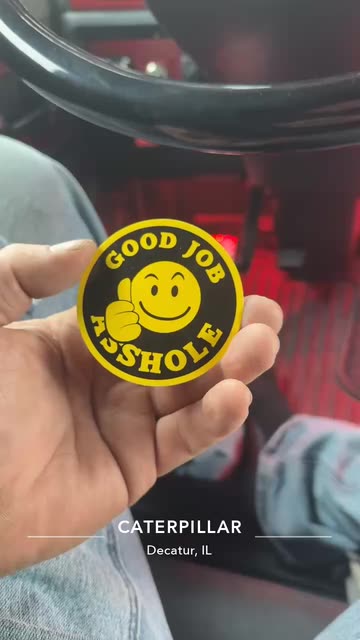 GOOD JOB
ASSHOLE
CATERPILLAR
Decatur, IL